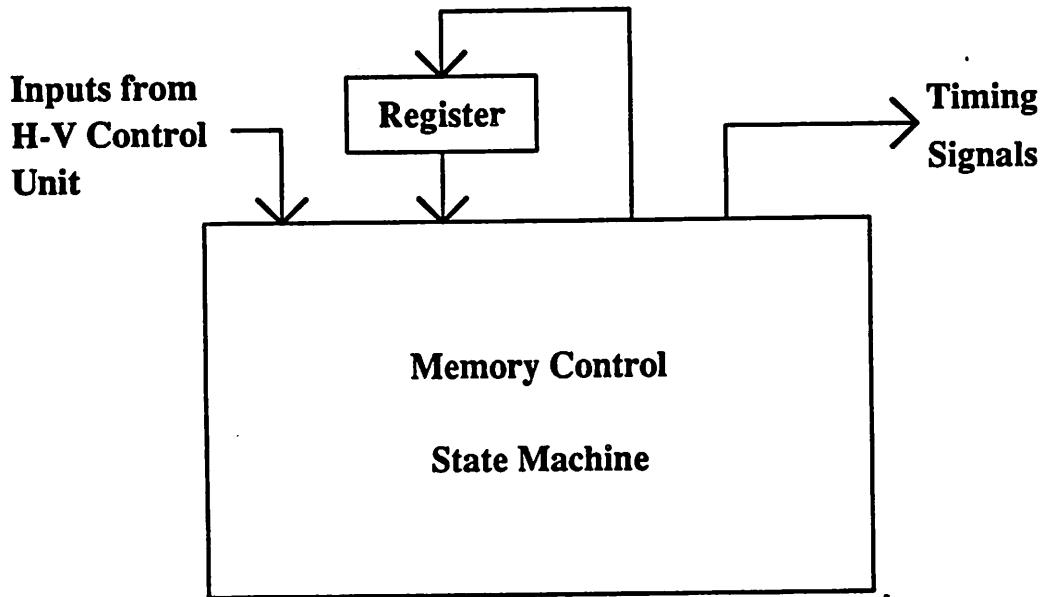 Inputs from
H-V Control
Unit
Register
Timing
Signals
Memory Control
State Machine